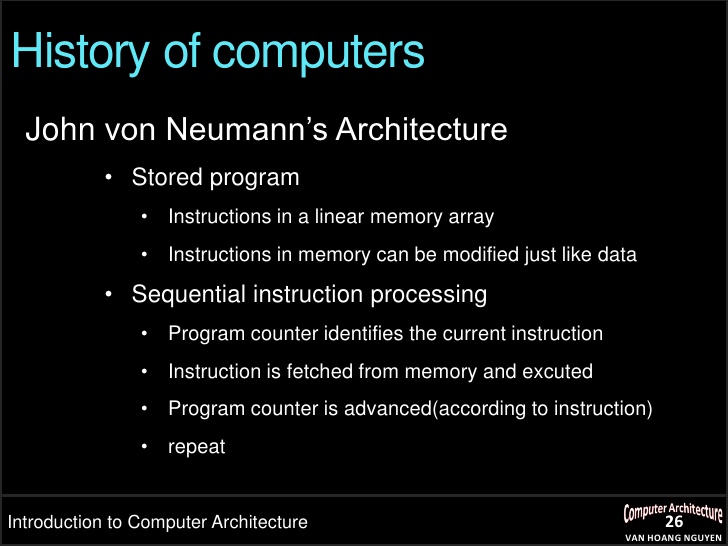 History of computers
John von Neumann’s Architecture
• Stored program
• Instructions in a linear memory array
• Instructions in memory can be modified just like data
• Sequential instruction processing
• Program counter identifies the current instruction
• Instruction is fetched from memory and excuted
• Program counter is advanced(according to instruction)
• repeat
Introduction to Computer Architecture
Computer Architecture
26
VAN HOANG NGUYEN